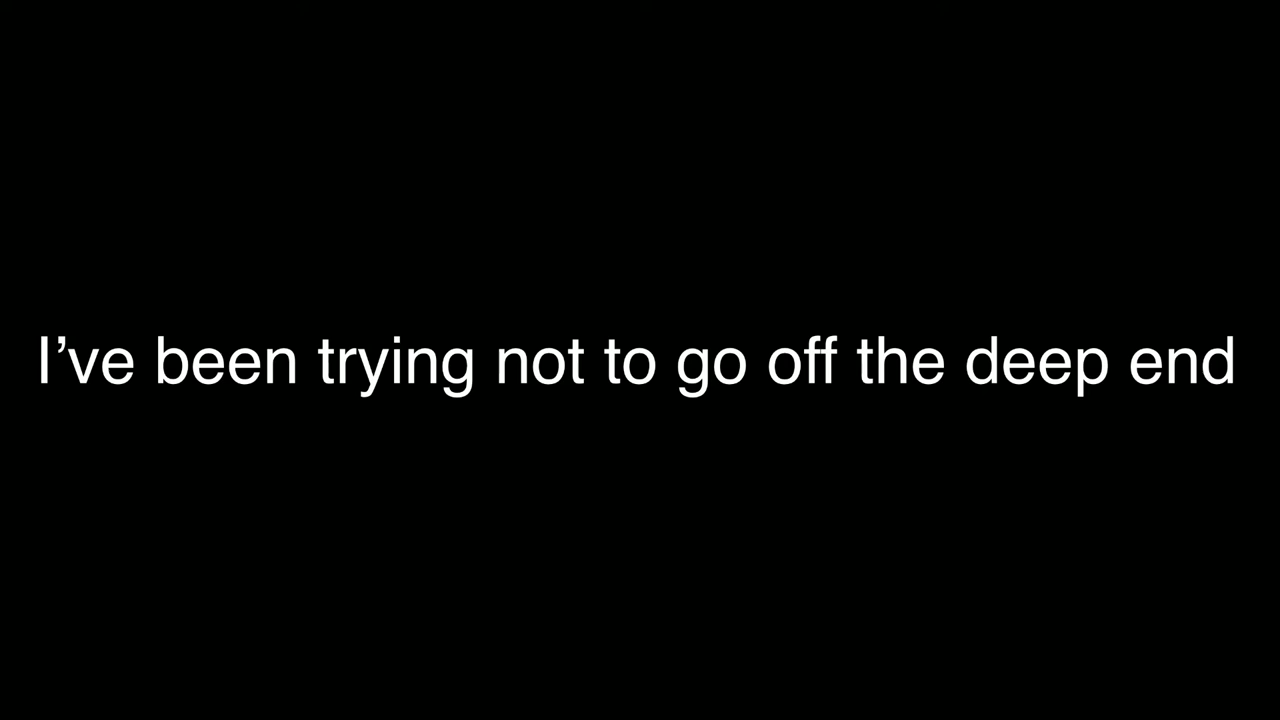 I’ve been trying not to go off the deep end